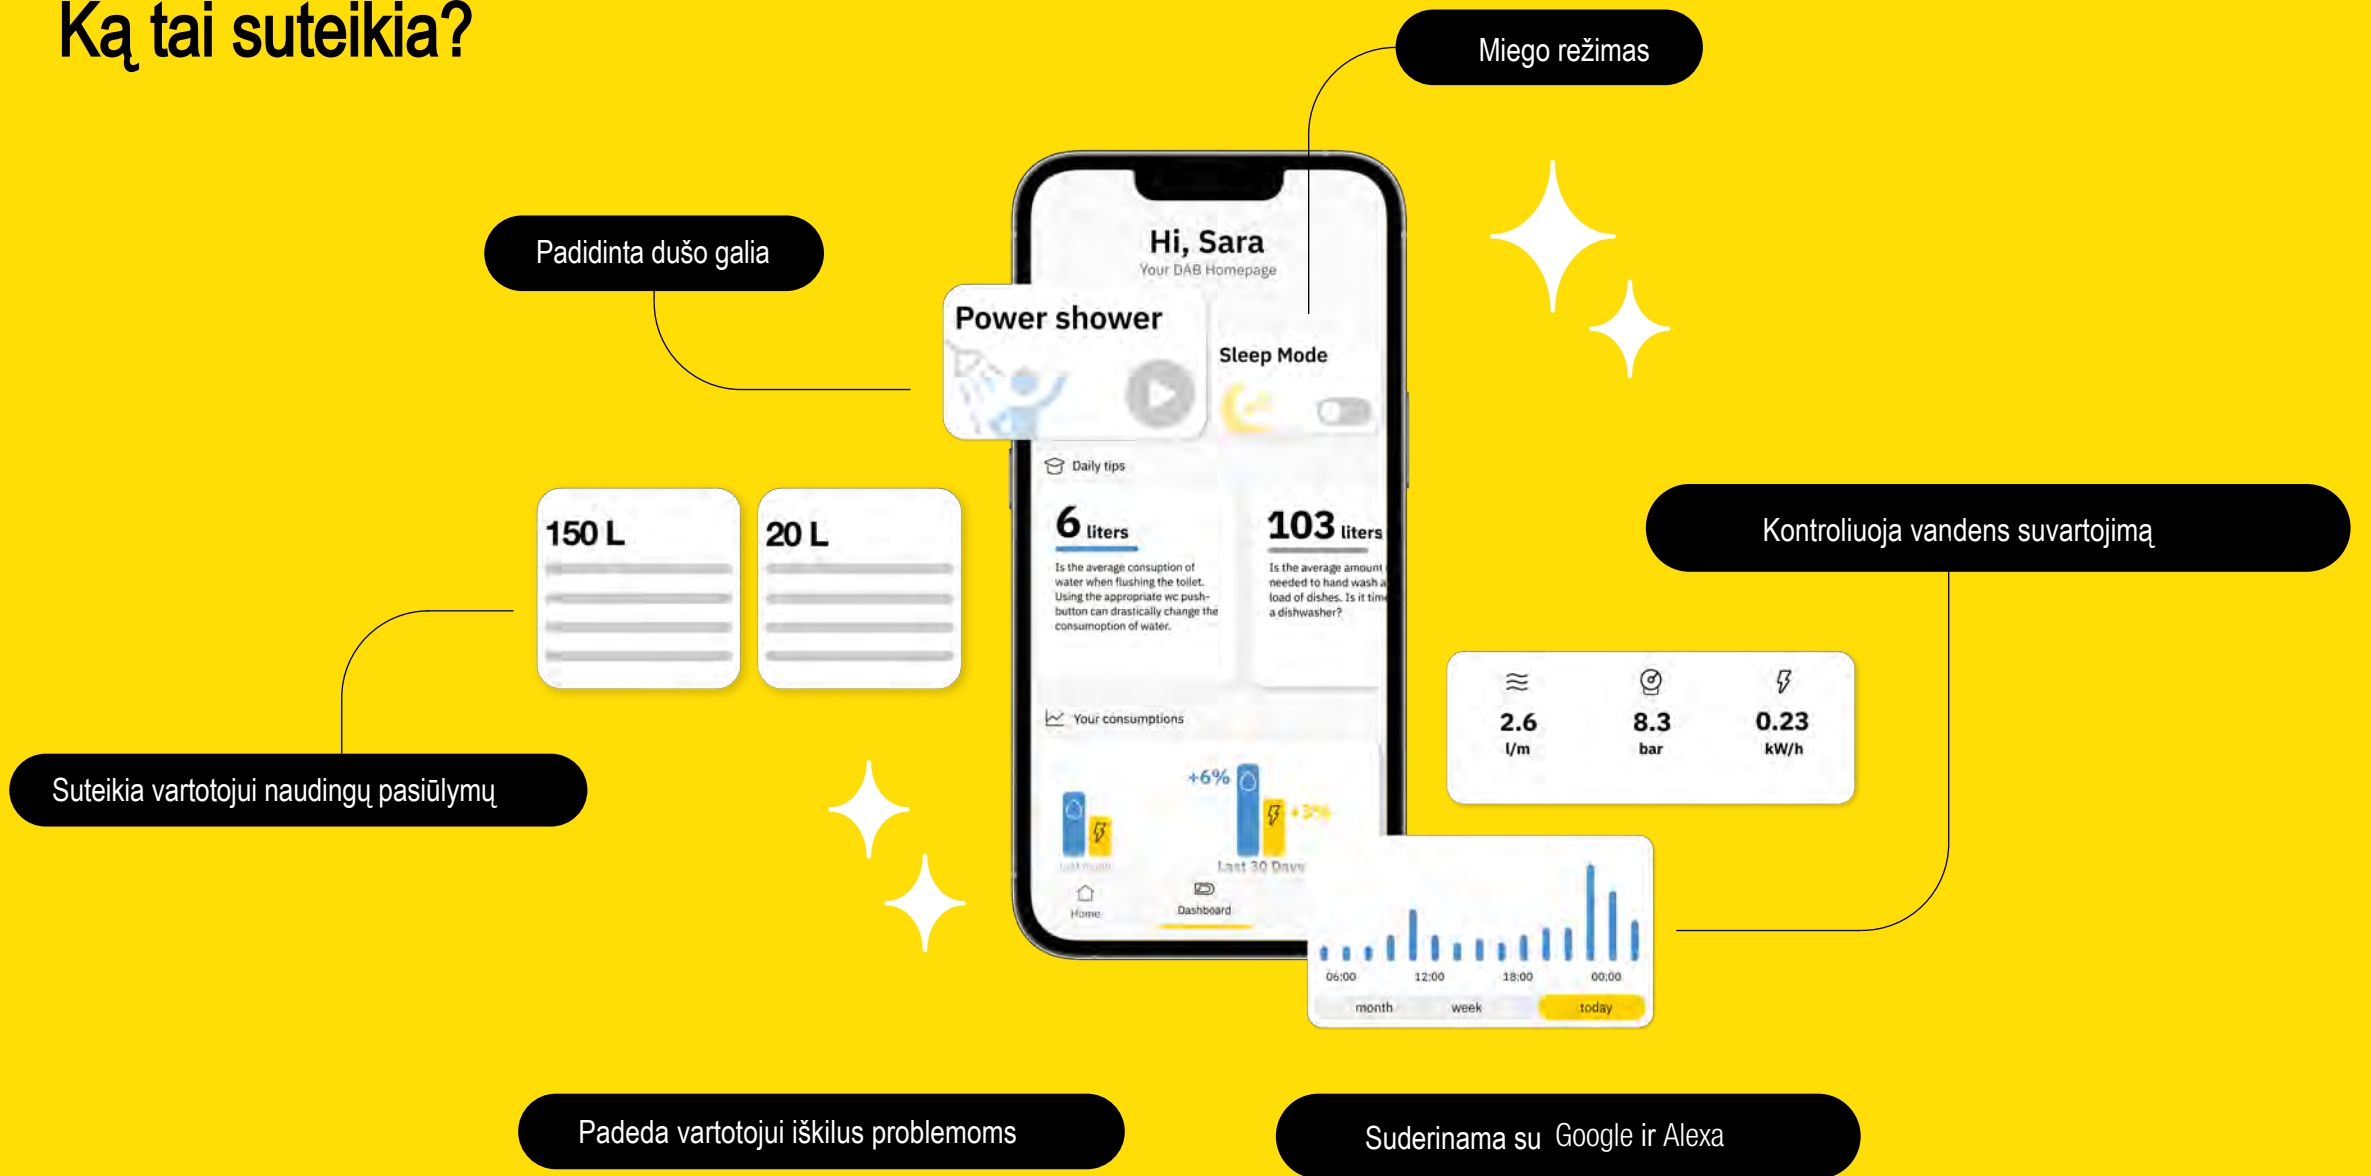 Ką tai suteikia?
Miego režimas
Padidinta dušo galia
Hi, Sara
Your DAB Homepage
Power shower
Sleep Mode
Daily tips
150 L
20 L
6 liters
Is the average consuption of
water when flushing the toilet.
Using the appropriate wc push-
button can drastically change the
consumoption of water.
103 liters
Is the average amount
needed to hand wash a
load of dishes. Is it time
a dishwasher?
Kontroliuoja vandens suvartojimą
2.6
l/m
8.3
bar
0.23
kW/h
Your consumptions
Suteikia vartotojui naudingų pasiūlymų
+6%
+3%
Last month
Last 30 Days
Home
Dashboard
06:00 12:00 18:00 00:00
month week today
Padeda vartotojui iškilus problemoms
Suderinama su Google ir Alexa